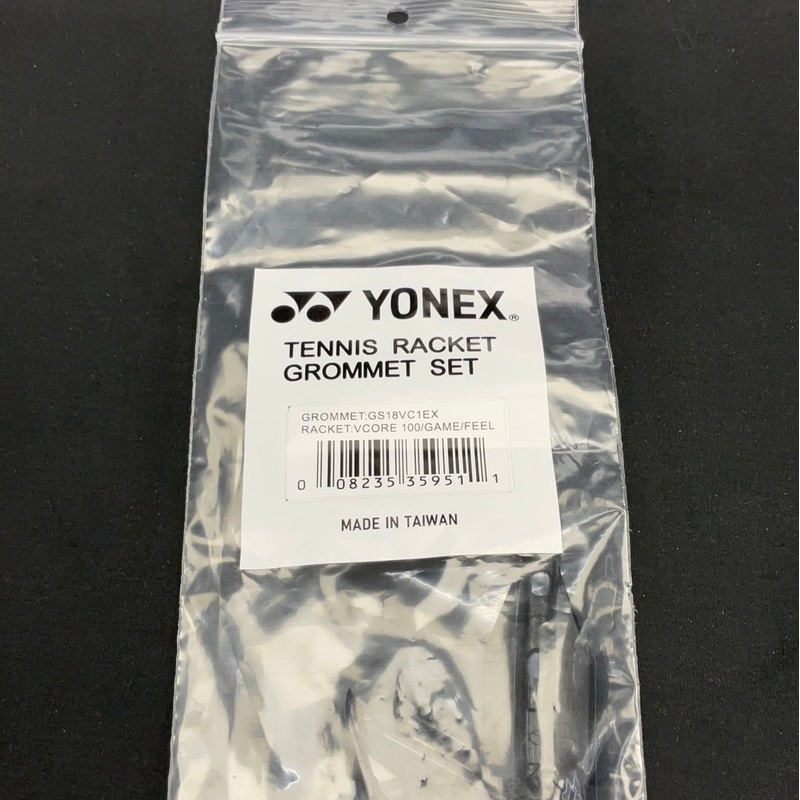 YONEX®
TENNIS RACKET
GROMMET SET
GROMMET:GS18VC1EX
RACKET:VCORE 100/GAME/FEEL
0 08235 35951 1
MADE IN TAIWAN